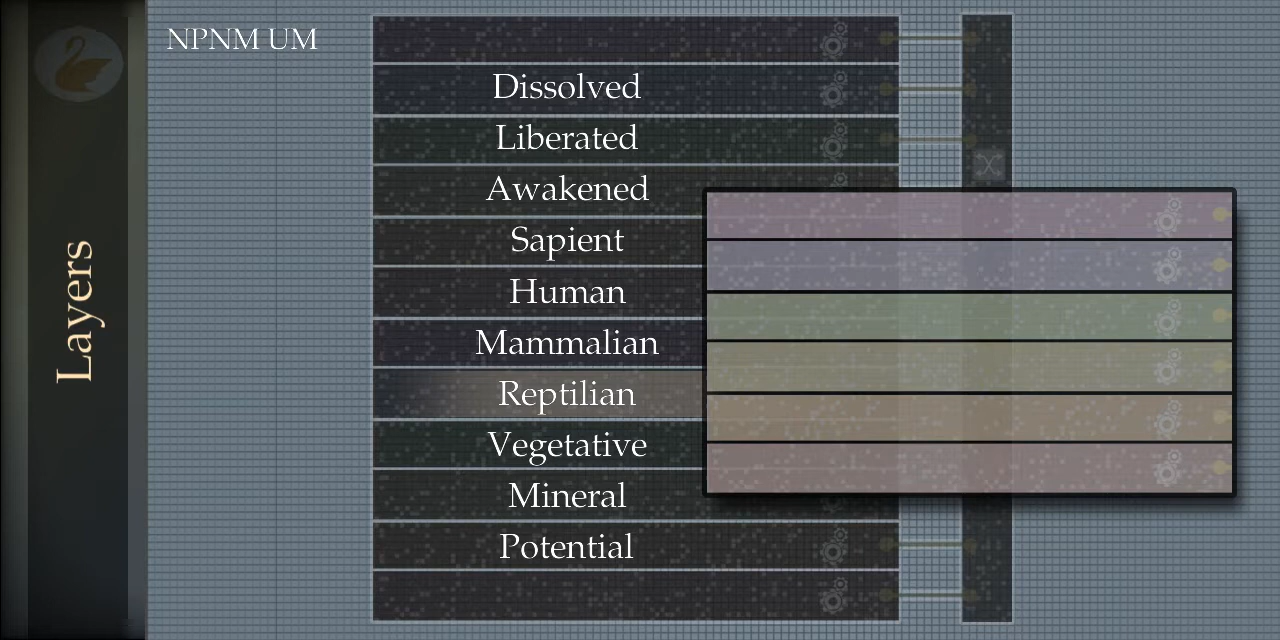 Layers
NPNM UM
Dissolved
Liberated
Awakened
Sapient
Human
Mammalian
Reptilian
Vegetative
Mineral
Potential